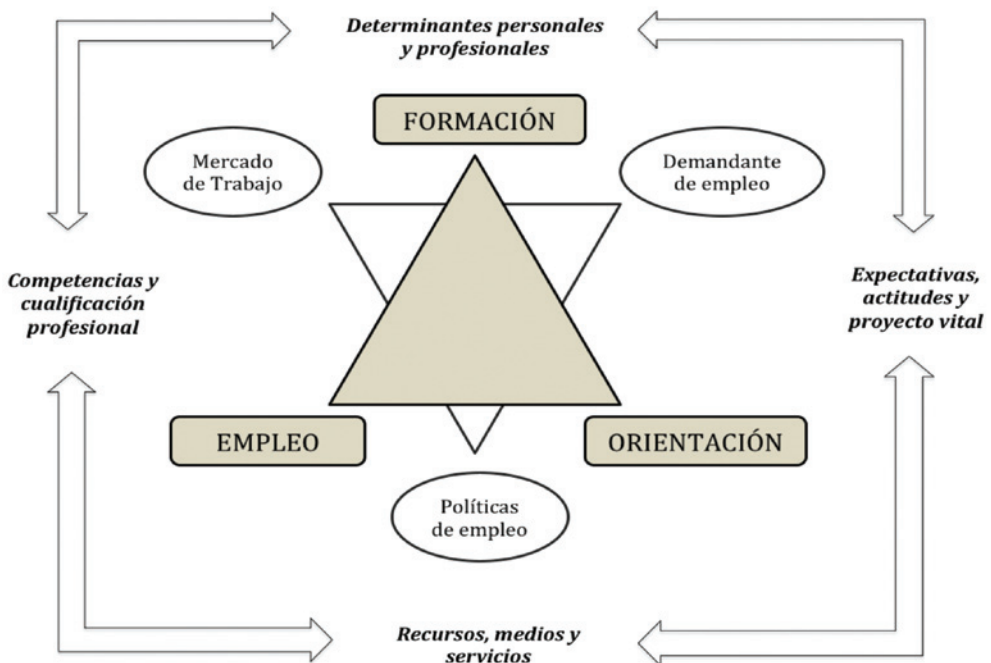 Determinantes personales
y profesionales
FORMACIÓN
Mercado
de Trabajo
Demandante
de empleo
Competencias y
cualificación
profesional
Expectativas,
actitudes y
proyecto vital
EMPLEO
ORIENTACIÓN
Políticas
de empleo
Recursos, medios y
servicios